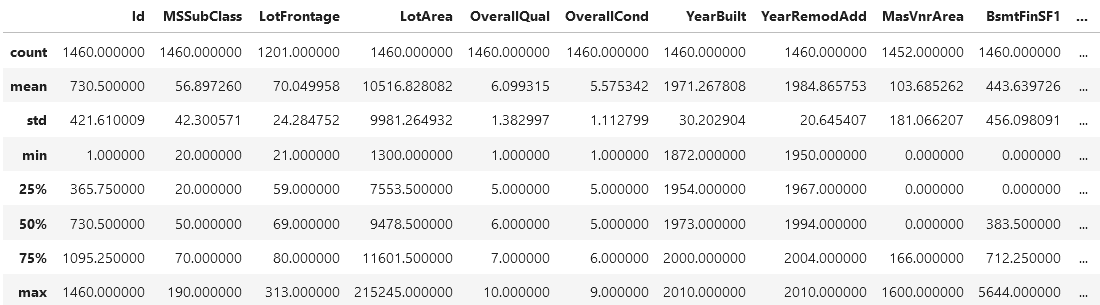 Id MSSubClass LotFrontage LotArea OverallQual OverallCond YearBuilt YearRemodAdd MasVnrArea BsmtFinSF1 ...
count 1460.000000 1460.000000 1201.000000 1460.000000 1460.000000 1460.000000 1460.000000 1460.000000 1452.000000 1460.000000 ...
mean 730.500000 56.897260 70.049958 10516.828082 6.099315 5.575342 1971.267808 1984.865753 103.685262 443.639726 ...
std 421.610009 42.300571 24.284752 9981.264932 1.382997 1.112799 30.202904 20.645407 181.066207 456.098091 ...
min 1.000000 20.000000 21.000000 1300.000000 1.000000 1.000000 1872.000000 1950.000000 0.000000 0.000000 ...
25% 365.750000 20.000000 59.000000 7553.500000 5.000000 5.000000 1954.000000 1967.000000 0.000000 0.000000 ...
50% 730.500000 50.000000 69.000000 9478.500000 6.000000 5.000000 1973.000000 1994.000000 0.000000 383.500000 ...
75% 1095.250000 70.000000 80.000000 11601.500000 7.000000 6.000000 2000.000000 2004.000000 166.000000 712.250000 ...
max 1460.000000 190.000000 313.000000 215245.000000 10.000000 9.000000 2010.000000 2010.000000 1600.000000 5644.000000 ...